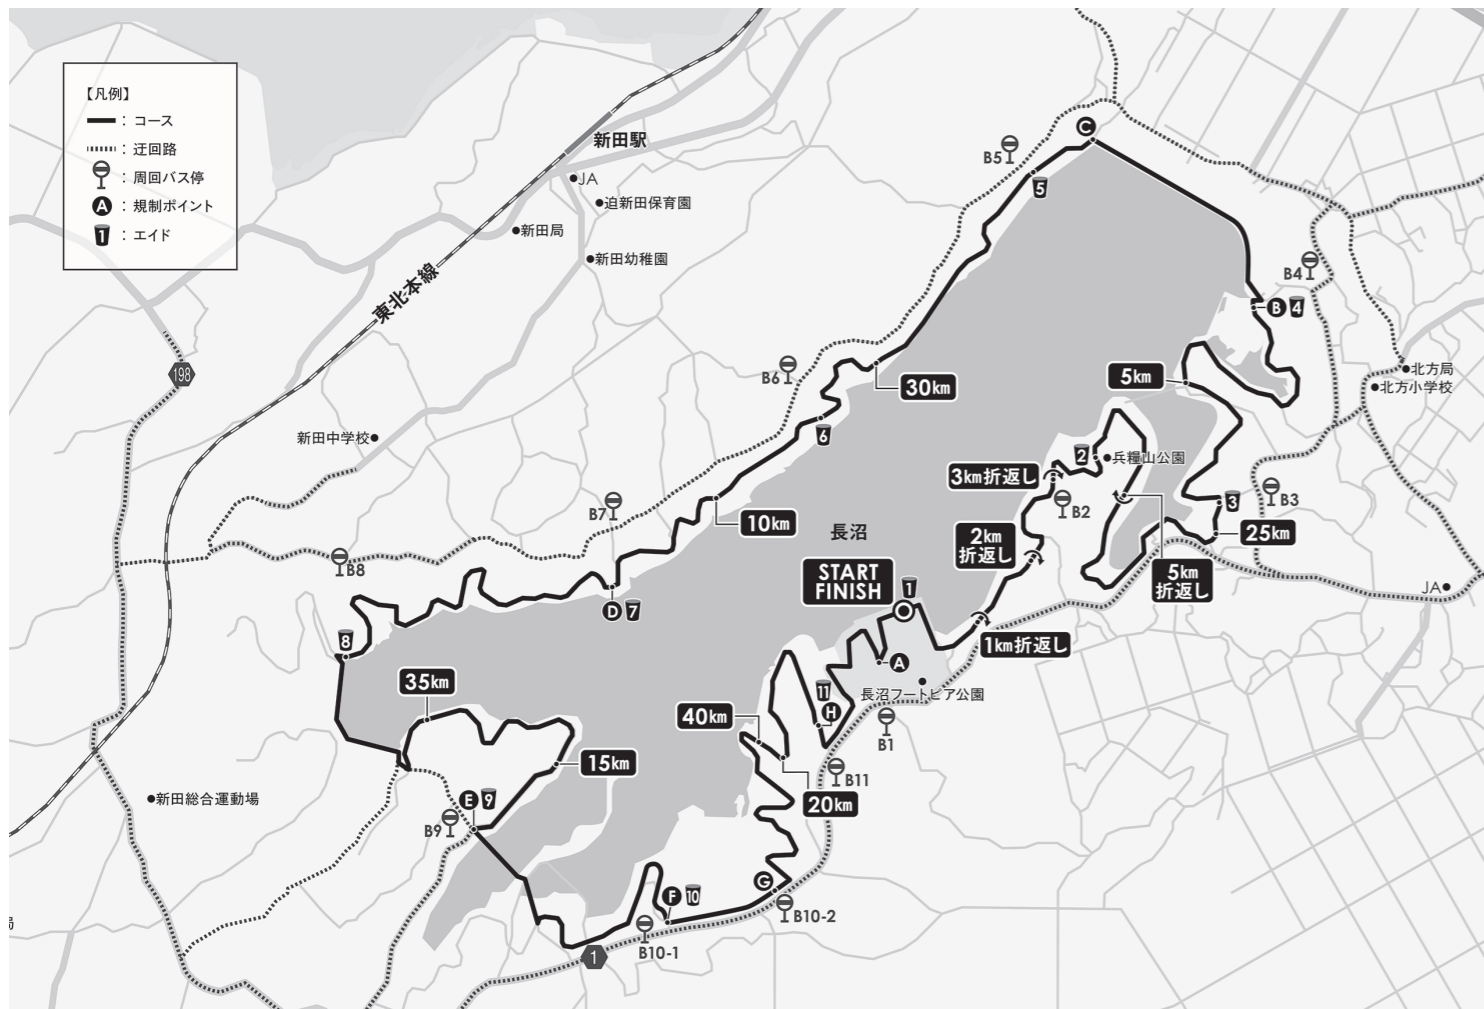 【凡例】
：コース
：迂回路
：周回バス停
A：規制ポイント
1：エイド
新田駅
JA
迫新田保育園
新田局
新田幼稚園
東北本線
198
新田中学校
B5
5
C
B4
B 4
北方局
北方小学校
5km
30km
B6
6
2
兵糧山公園
3km折返し
B2
3
B3
25km
10km
B7
長沼
2km
折返し
5km
折返し
JA
B8
START
FINISH
1
D 7
1km折返し
8
A
長沼フートピア公園
35km
11
H
40km
B1
15km
B11
20km
新田総合運動場
E 9
B9
G
F 10
B10-2
B10-1
1